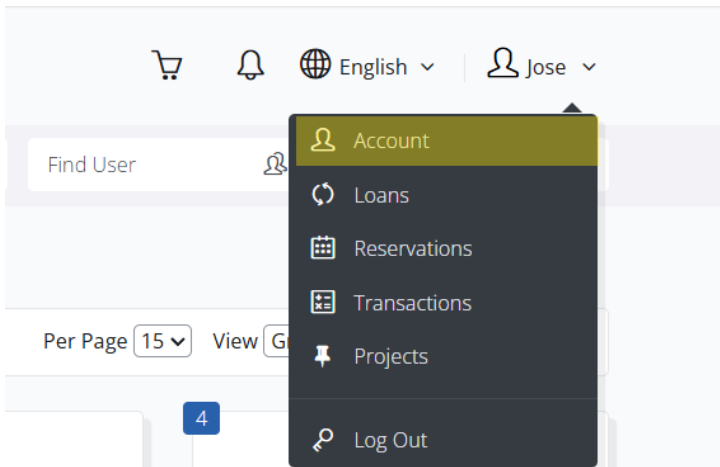 English Jose
Account
Find User
Loans
Reservations
Transactions
Per Page 15 View
Projects
4
Log Out